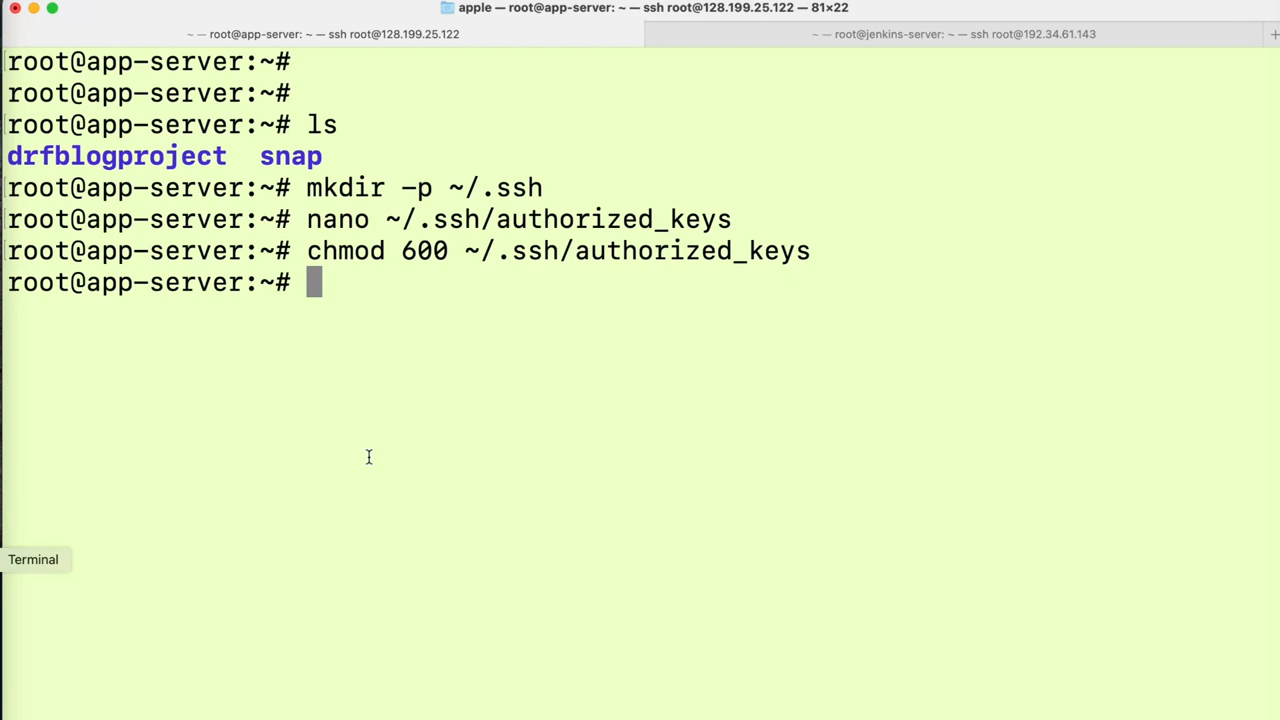 apple — root@app-server: ~ — ssh root@128.199.25.122 — 81×22
~ — root@app-server: ~ — ssh root@128.199.25.122
~ — root@jenkins-server: ~ — ssh root@192.34.61.143
root@app-server:~#
root@app-server:~#
root@app-server:~# ls
drfblogproject  snap
root@app-server:~# mkdir -p ~/.ssh
root@app-server:~# nano ~/.ssh/authorized_keys
root@app-server:~# chmod 600 ~/.ssh/authorized_keys
root@app-server:~#
Terminal